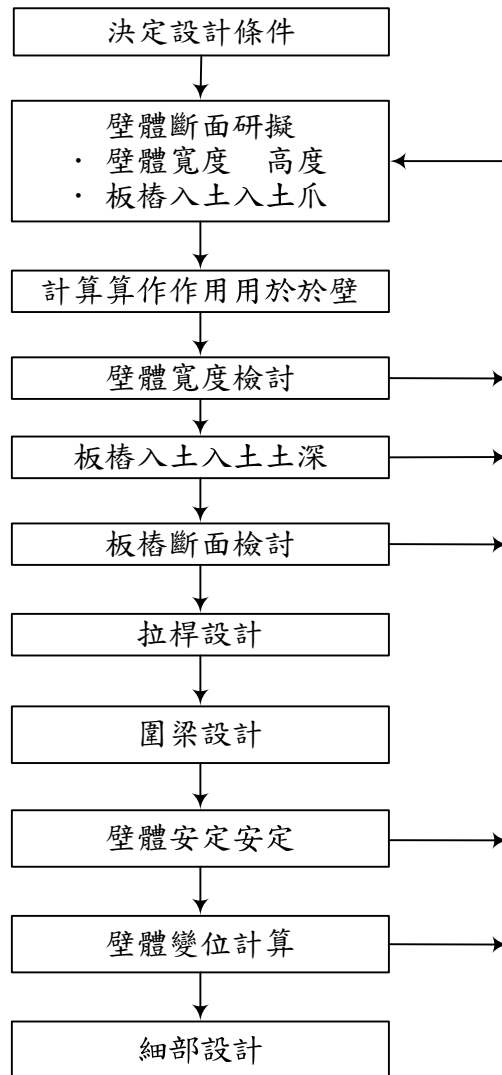 決定設計條件
壁體斷面研擬
· 壁體寬度　高度
· 板樁入土入土爪
計算算作作用用於於壁
壁體寬度檢討
板樁入土入土土深
板樁斷面檢討
拉桿設計
圍梁設計
壁體安定安定
壁體變位計算
細部設計